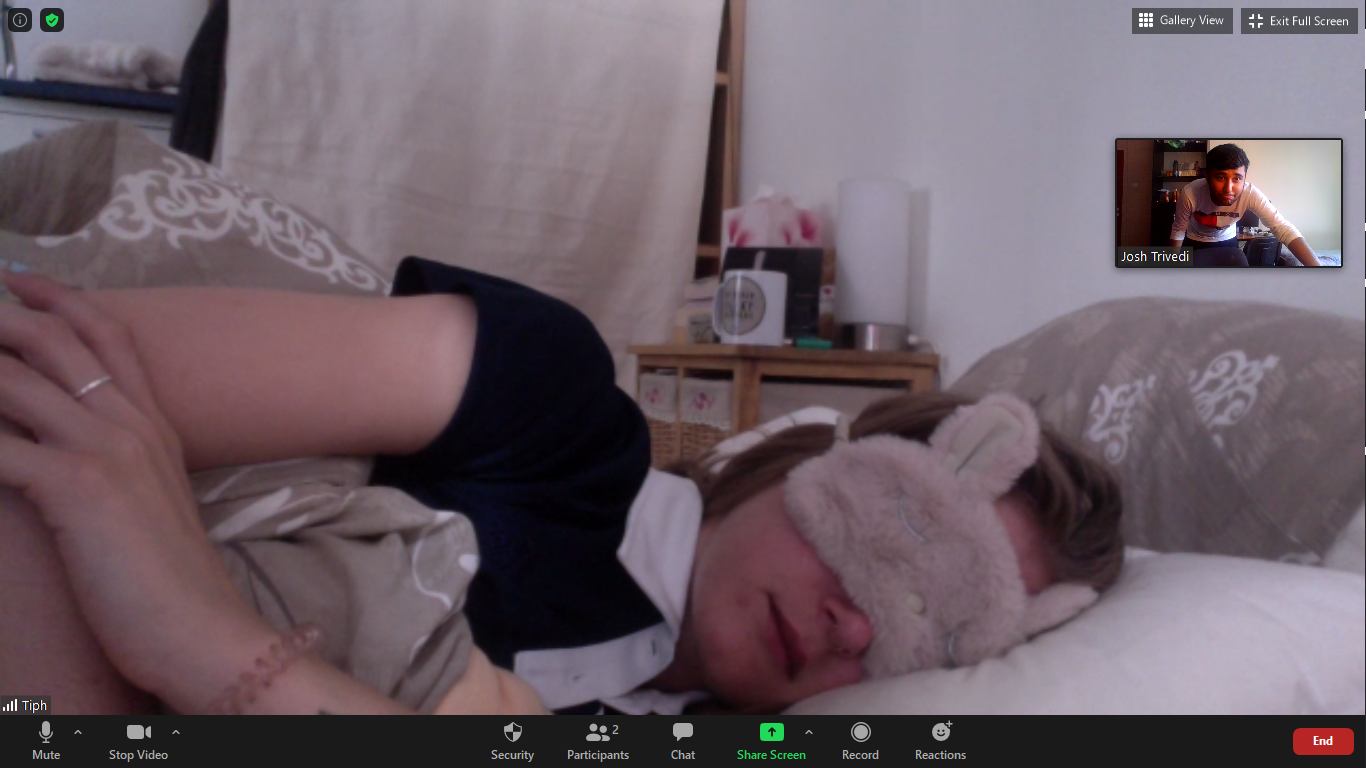 Gallery View
Exit Full Screen
Josh Trivedi
Tiph
Mute
Stop Video
Security
Participants
2
Chat
Share Screen
Record
Reactions
End